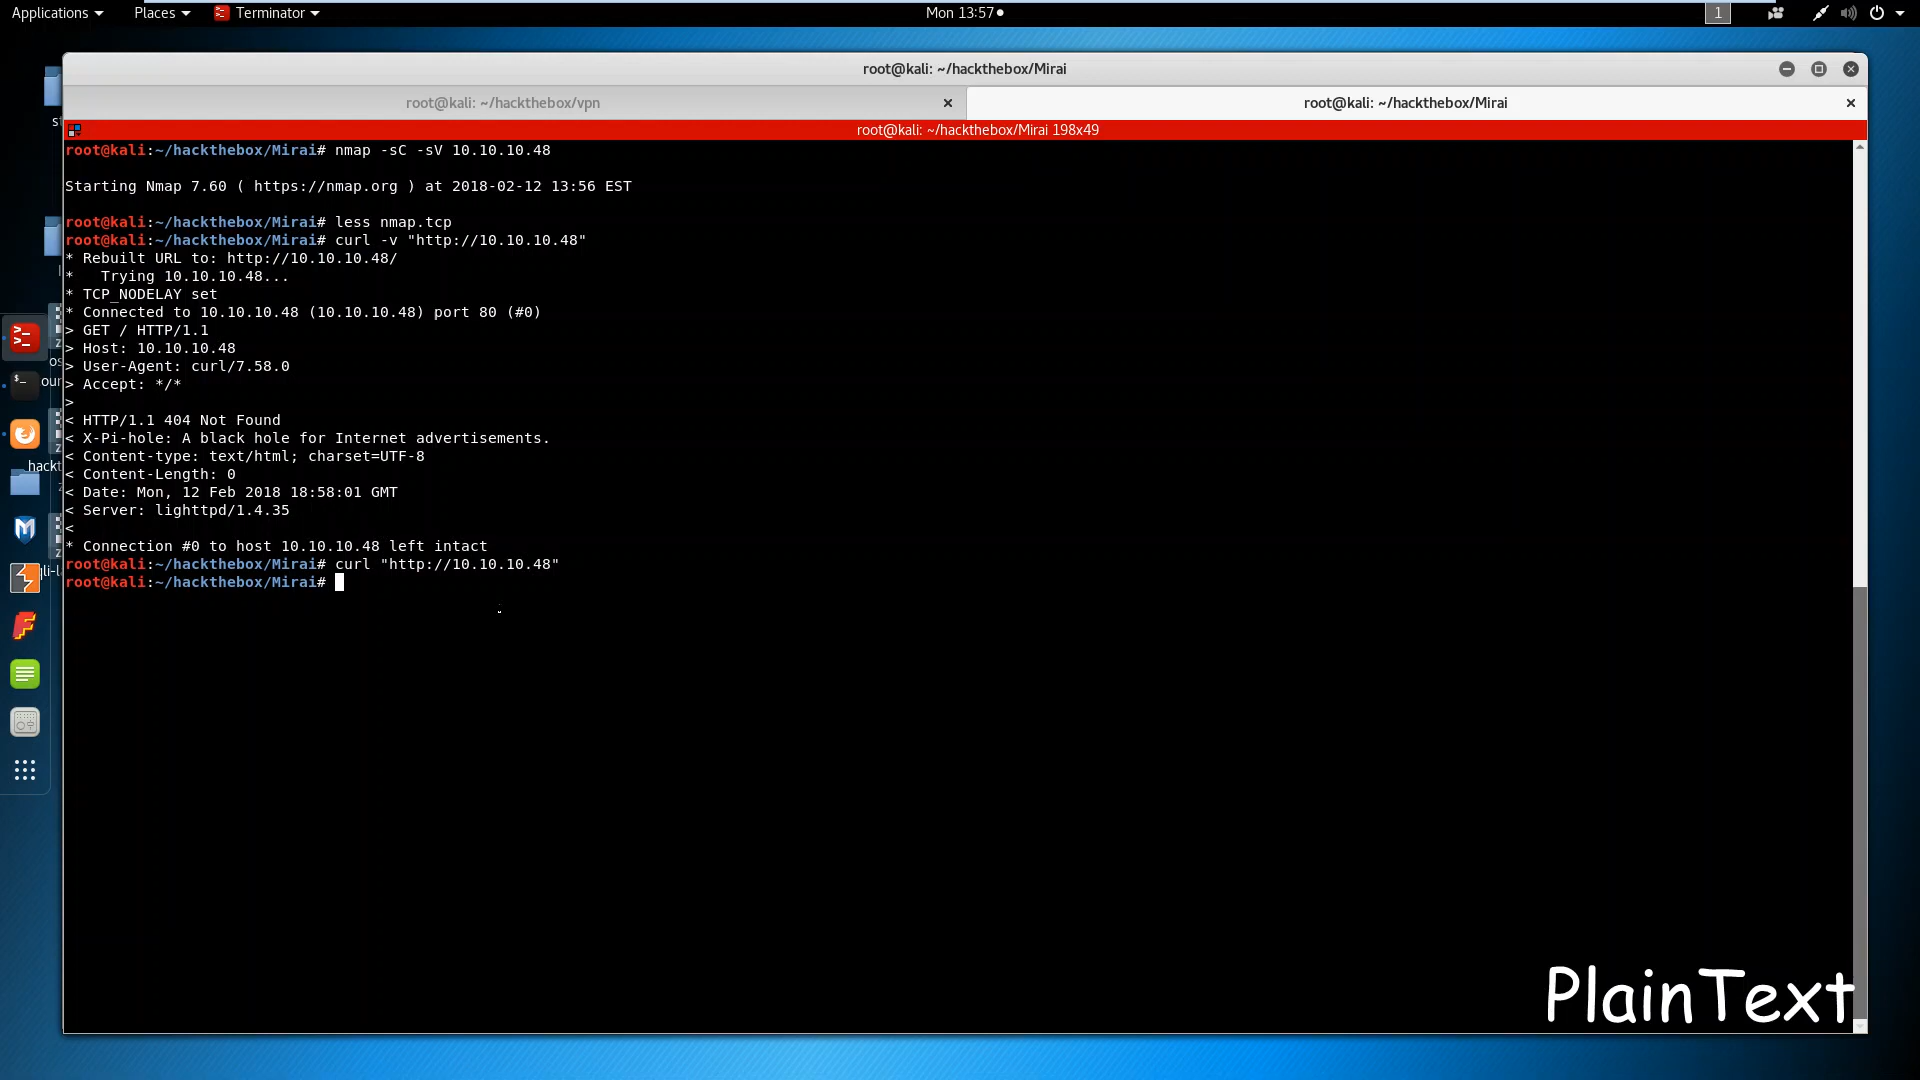 Applications Places Terminator Mon 13:57 1
root@kali: ~/hackthebox/Mirai
root@kali: ~/hackthebox/vpn root@kali: ~/hackthebox/Mirai
root@kali: ~/hackthebox/Mirai 198x49
root@kali:~/hackthebox/Mirai# nmap -sC -sV 10.10.10.48
Starting Nmap 7.60 ( https://nmap.org ) at 2018-02-12 13:56 EST
root@kali:~/hackthebox/Mirai# less nmap.tcp
root@kali:~/hackthebox/Mirai# curl -v "http://10.10.10.48"
* Rebuilt URL to: http://10.10.10.48/
*   Trying 10.10.10.48...
* TCP_NODELAY set
* Connected to 10.10.10.48 (10.10.10.48) port 80 (#0)
> GET / HTTP/1.1
> Host: 10.10.10.48
> User-Agent: curl/7.58.0
> Accept: */*
>
< HTTP/1.1 404 Not Found
< X-Pi-hole: A black hole for Internet advertisements.
< Content-type: text/html; charset=UTF-8
< Content-Length: 0
< Date: Mon, 12 Feb 2018 18:58:01 GMT
< Server: lighttpd/1.4.35
<
* Connection #0 to host 10.10.10.48 left intact
root@kali:~/hackthebox/Mirai# curl "http://10.10.10.48"
root@kali:~/hackthebox/Mirai#
PlainText